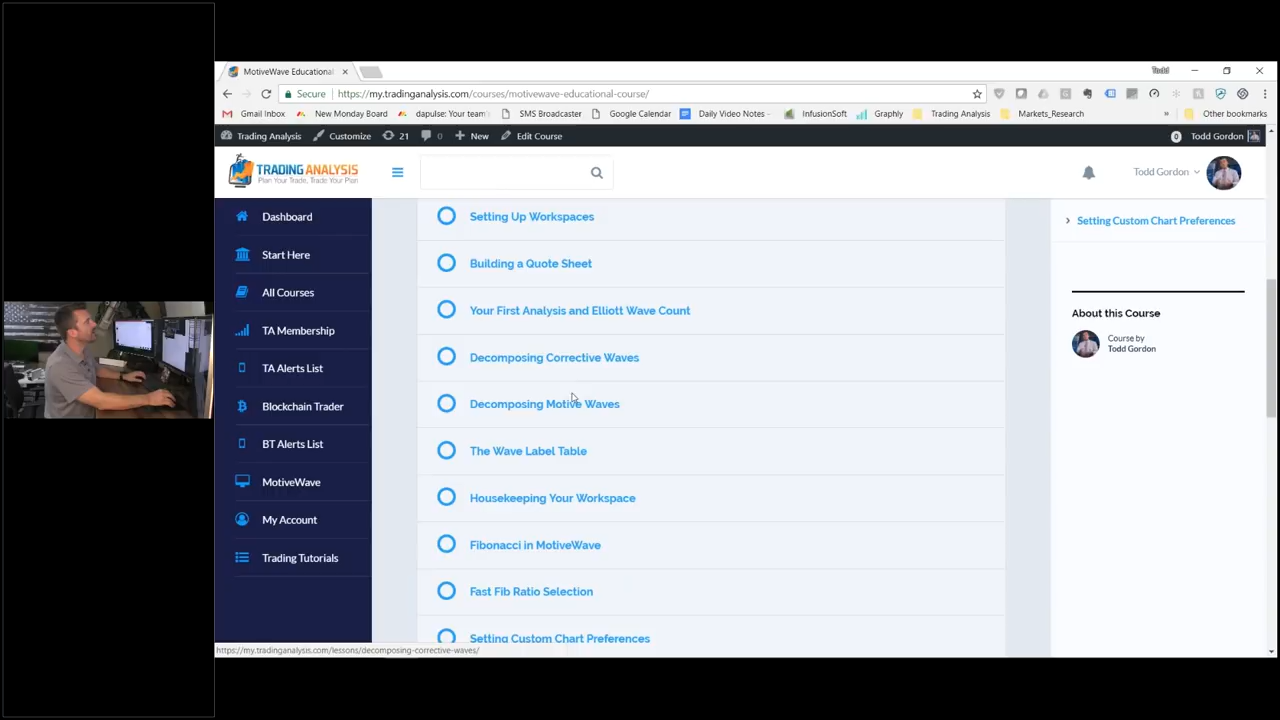 MotiveWave Educational
Todd
Secure
https://my.tradinganalysis.com/courses/motivewave-educational-course/
Gmail Inbox
New Monday Board
dapulse: Your team'
SMS Broadcaster
Google Calendar
Daily Video Notes -
InfusionSoft
Graphly
Trading Analysis
Markets_Research
»
Other bookmarks
Trading Analysis
Customize
21
0
New
Edit Course
0
Todd Gordon
TRADING ANALYSIS
Plan Your Trade, Trade Your Plan
Todd Gordon
Dashboard
Start Here
All Courses
TA Membership
TA Alerts List
Blockchain Trader
BT Alerts List
MotiveWave
My Account
Trading Tutorials
Setting Up Workspaces
Building a Quote Sheet
Your First Analysis and Elliott Wave Count
Decomposing Corrective Waves
Decomposing Motive Waves
The Wave Label Table
Housekeeping Your Workspace
Fibonacci in MotiveWave
Fast Fib Ratio Selection
Setting Custom Chart Preferences
Setting Custom Chart Preferences
About this Course
Course by
Todd Gordon
https://my.tradinganalysis.com/lessons/decomposing-corrective-waves/